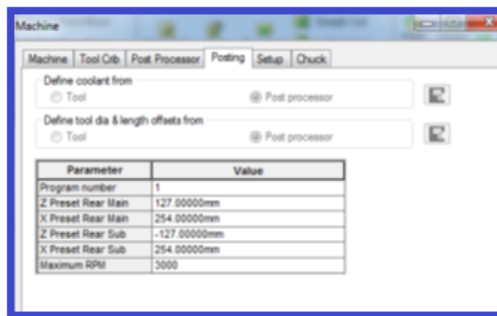 Machine
Machine Tool Crib Post Processor Posting Setup Chuck
Define coolant from
Tool Post processor
Define tool dia & length offsets from
Tool Post processor
Parameter Value
Program number 1
Z Preset Rear Main 127.00000mm
X Preset Rear Main 254.00000mm
Z Preset Rear Sub -127.00000mm
X Preset Rear Sub 254.00000mm
Maximum RPM 3000